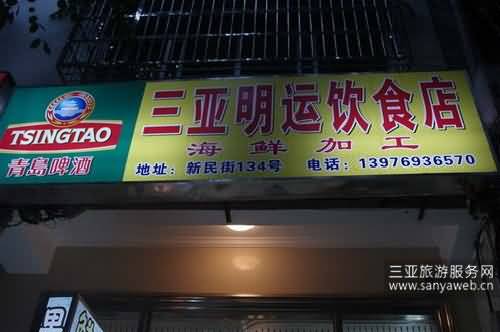 TSINGTAO
青島啤酒
三亚明运饮食店
海鲜加工
地址：新民街134号 电话：13976936570
三亚旅游服务网
www.sanyaweb.cn